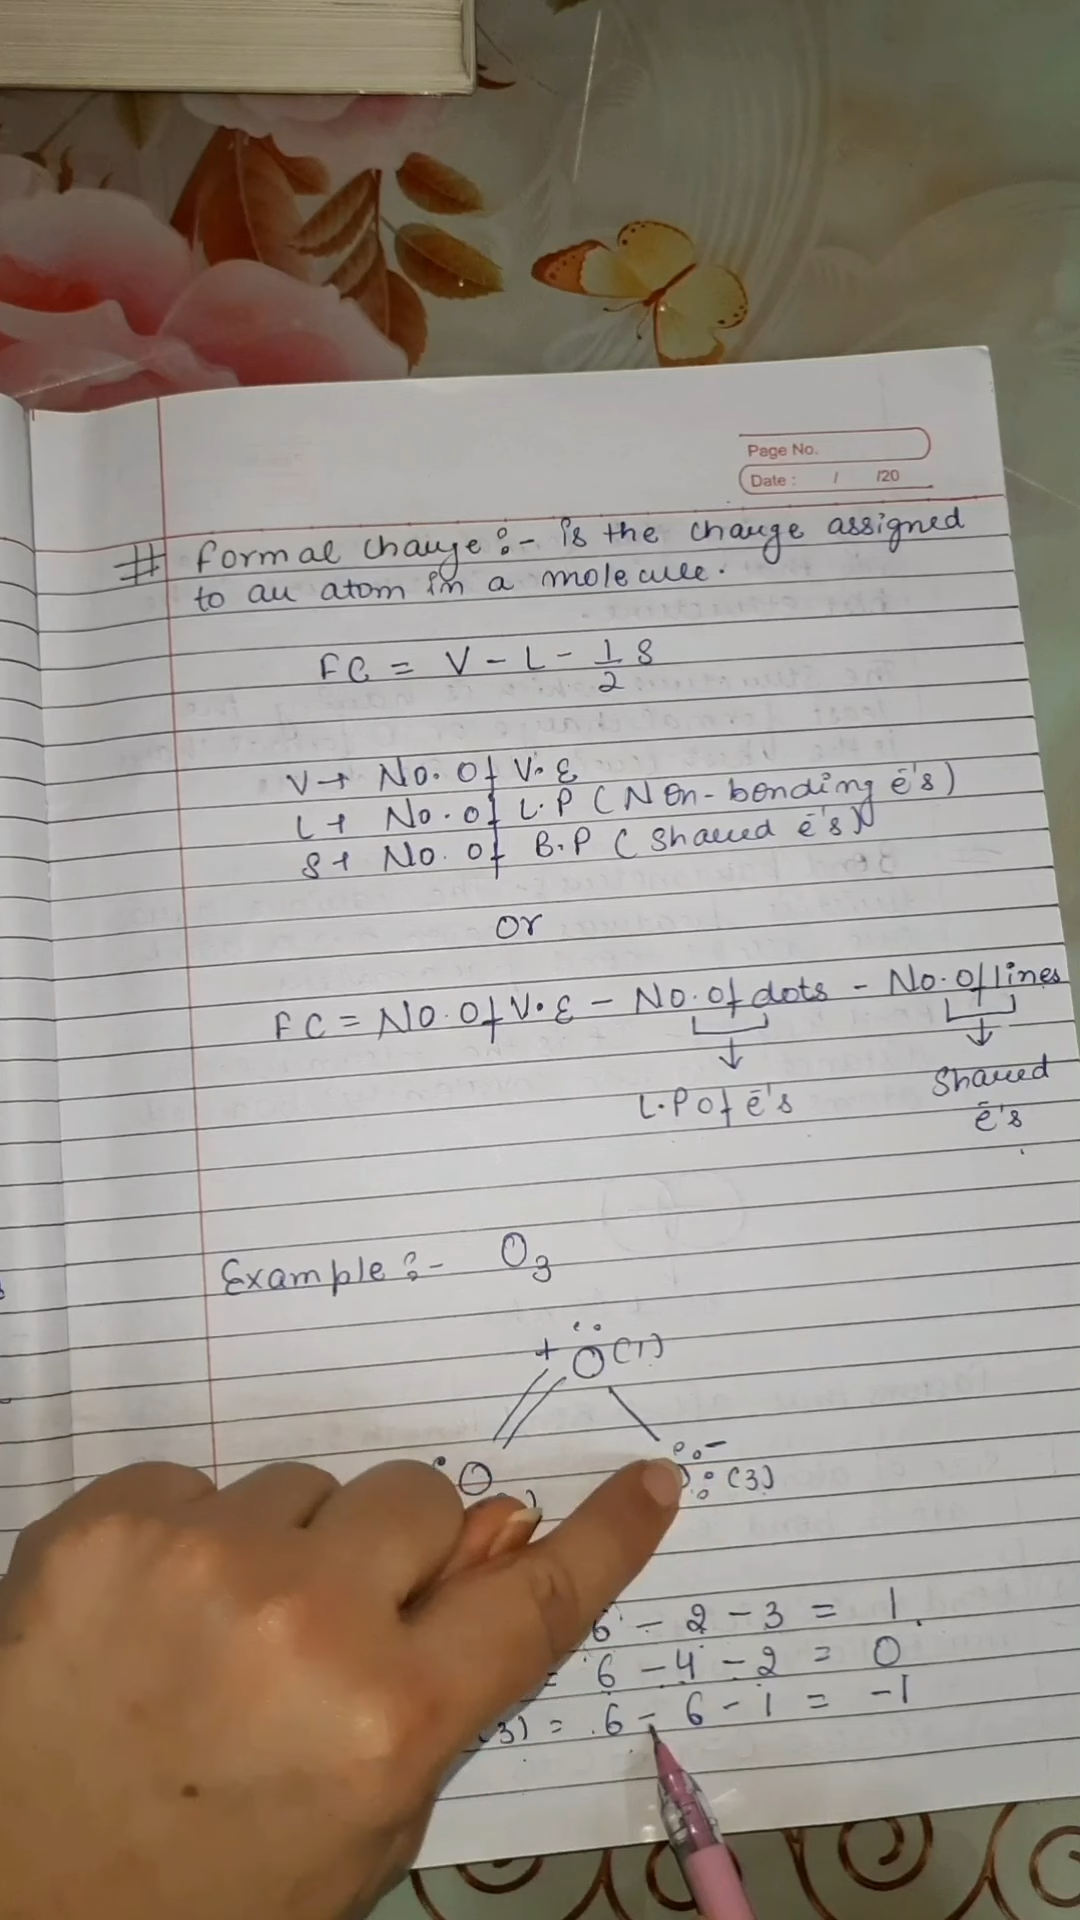 Page No.
Date : / /20
# formal charge :- is the charge assigned
to an atom in a molecule.
FC = V - L - 1/2 S
V → No. of V.E
L → No. of L.P (Non-bonding ē's)
S → No. of B.P (Shared ē's)
or
FC = No. of V.E - No. of dots - No. of lines
↓ ↓
L.P of ē's Shared
ē's
Example :- O3
+ O (1)
O - (3)
6 - 2 - 3 = 1
= 6 - 4 - 2 = 0
3) = 6 - 6 - 1 = -1